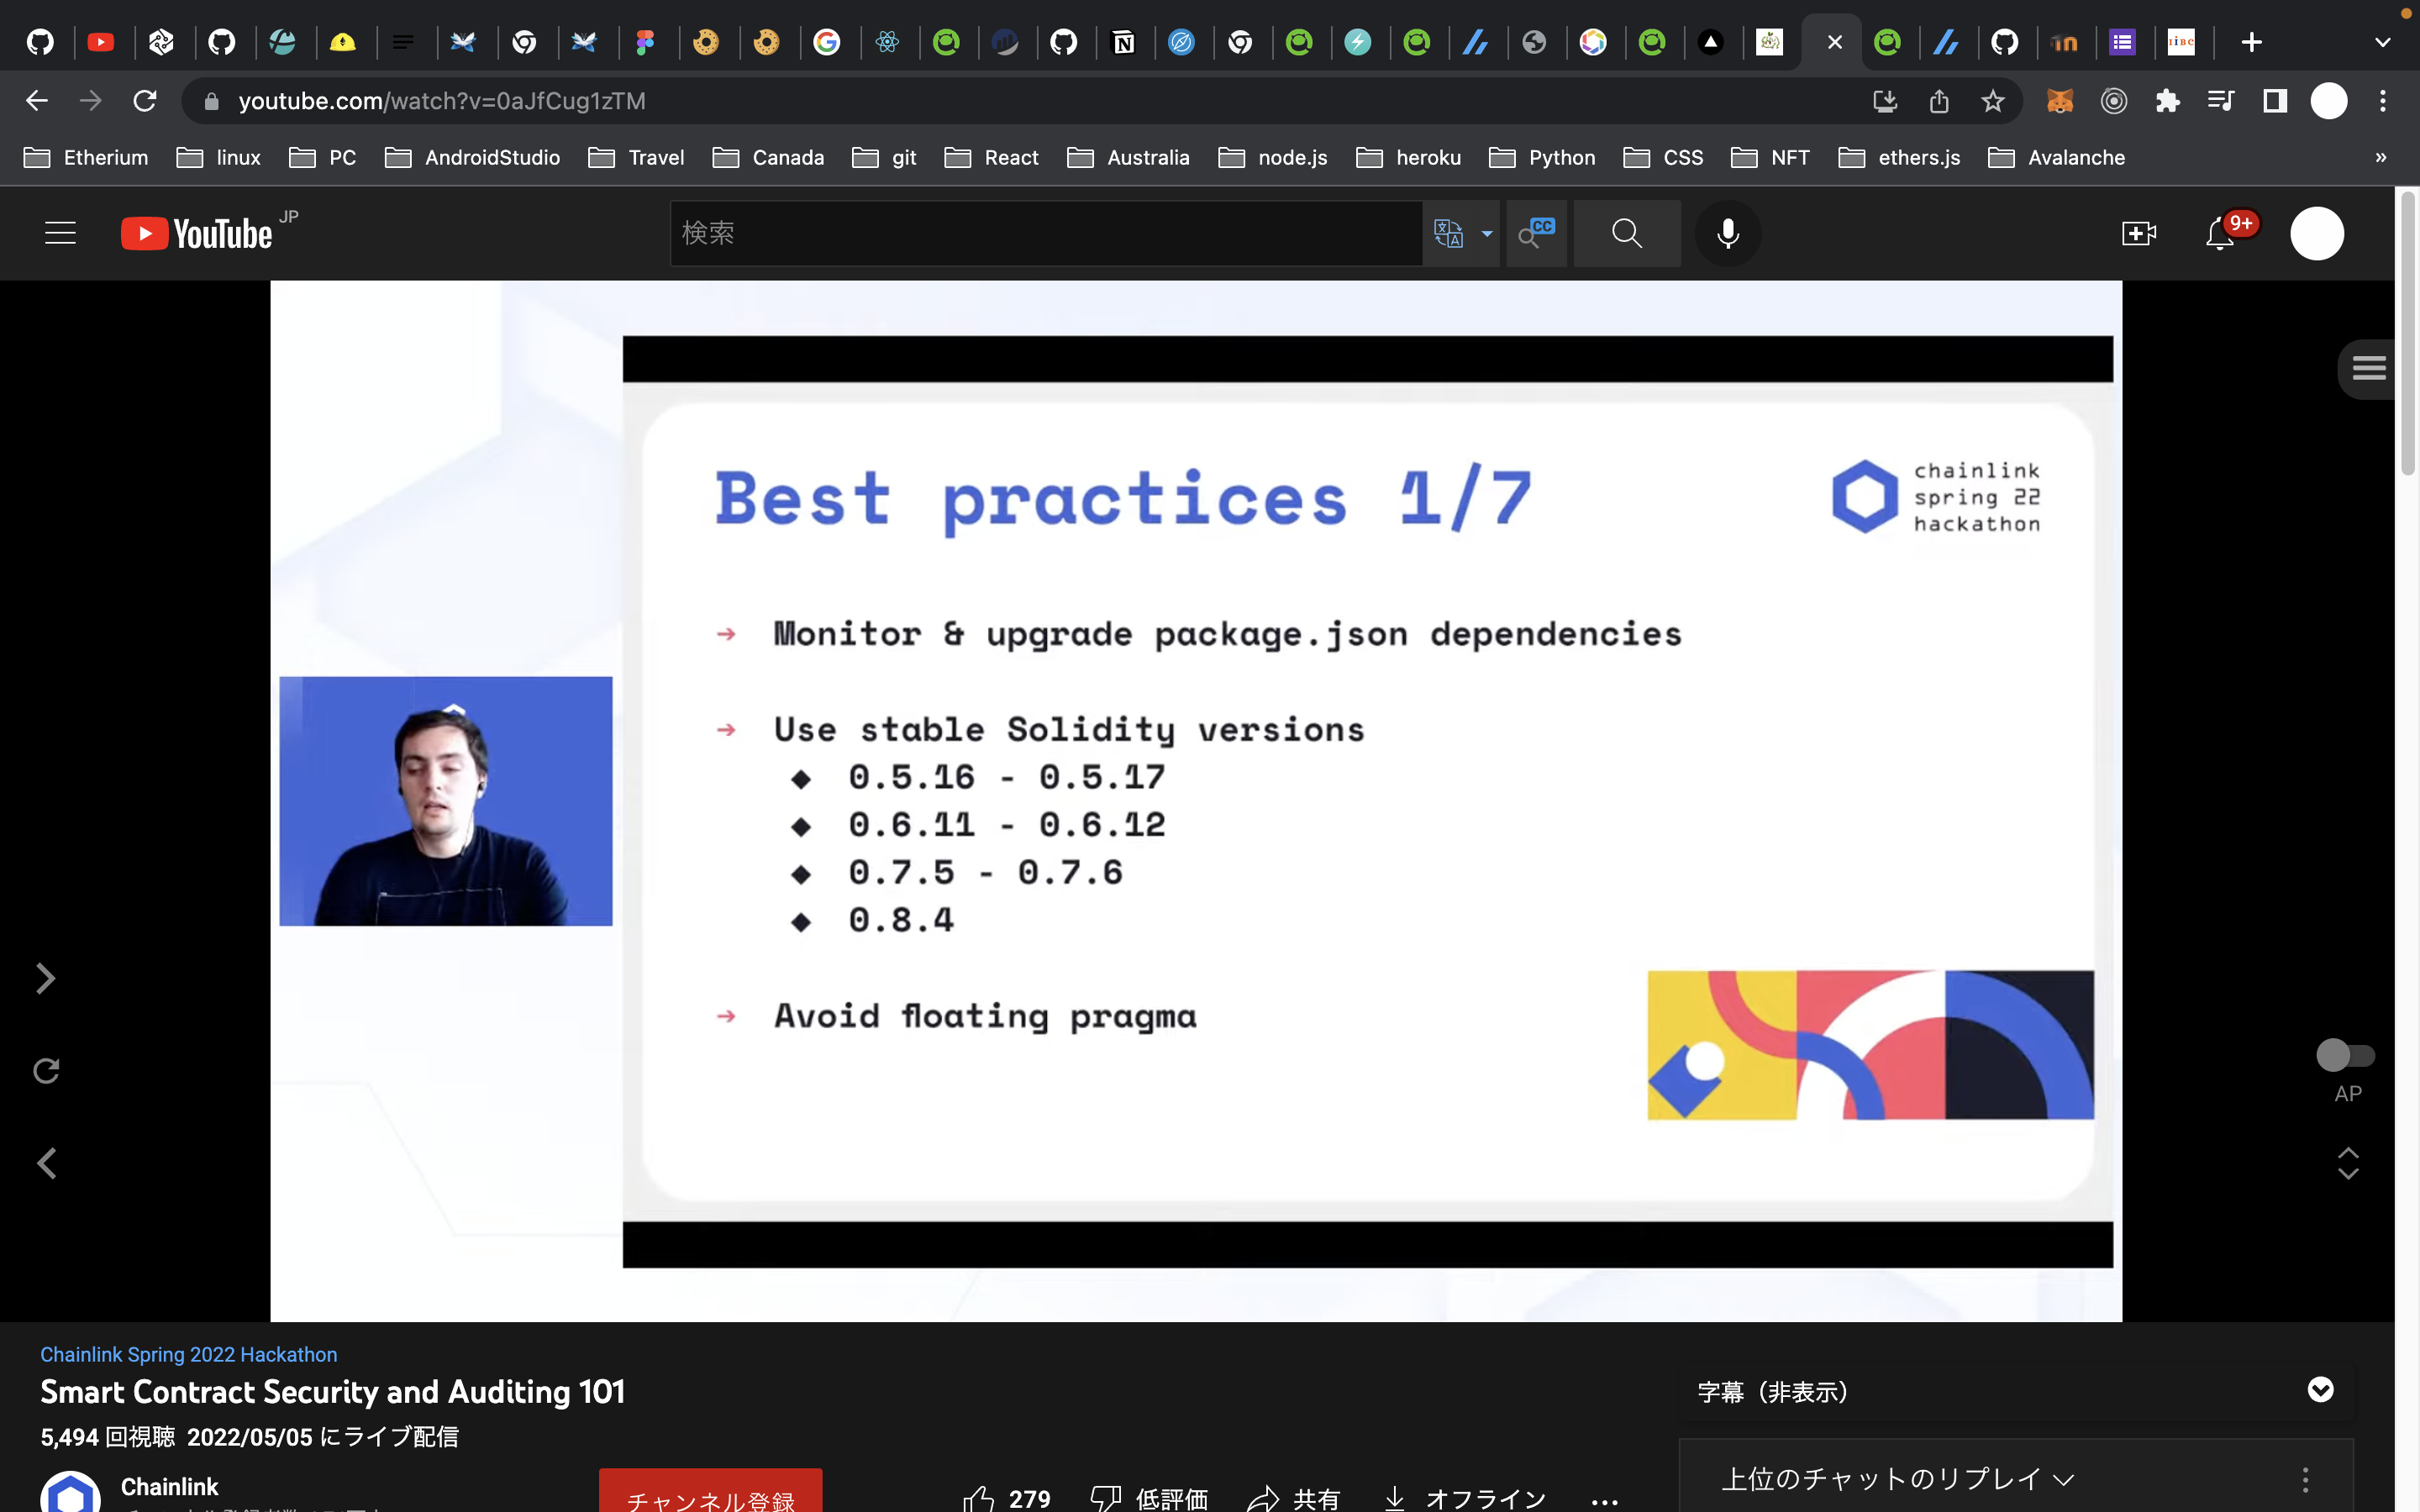 youtube.com/watch?v=0aJfCug1zTM
Etherium linux PC AndroidStudio Travel Canada git React Australia node.js heroku Python CSS NFT ethers.js Avalanche »
YouTube JP
検索
CC
9+
Best practices 1/7
chainlink
spring 22
hackathon
→ Monitor & upgrade package.json dependencies
→ Use stable Solidity versions
◆ 0.5.16 - 0.5.17
◆ 0.6.11 - 0.6.12
◆ 0.7.5 - 0.7.6
◆ 0.8.4
→ Avoid floating pragma
AP
Chainlink Spring 2022 Hackathon
Smart Contract Security and Auditing 101
5,494 回視聴 2022/05/05 にライブ配信
字幕（非表示）
上位のチャットのリプレイ
Chainlink
チャンネル登録
279 低評価 共有 オフライン